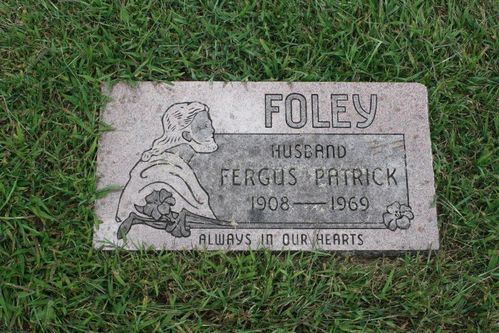 FOLEY
HUSBAND
FERGUS PATRICK
1908 — 1969
ALWAYS IN OUR HEARTS